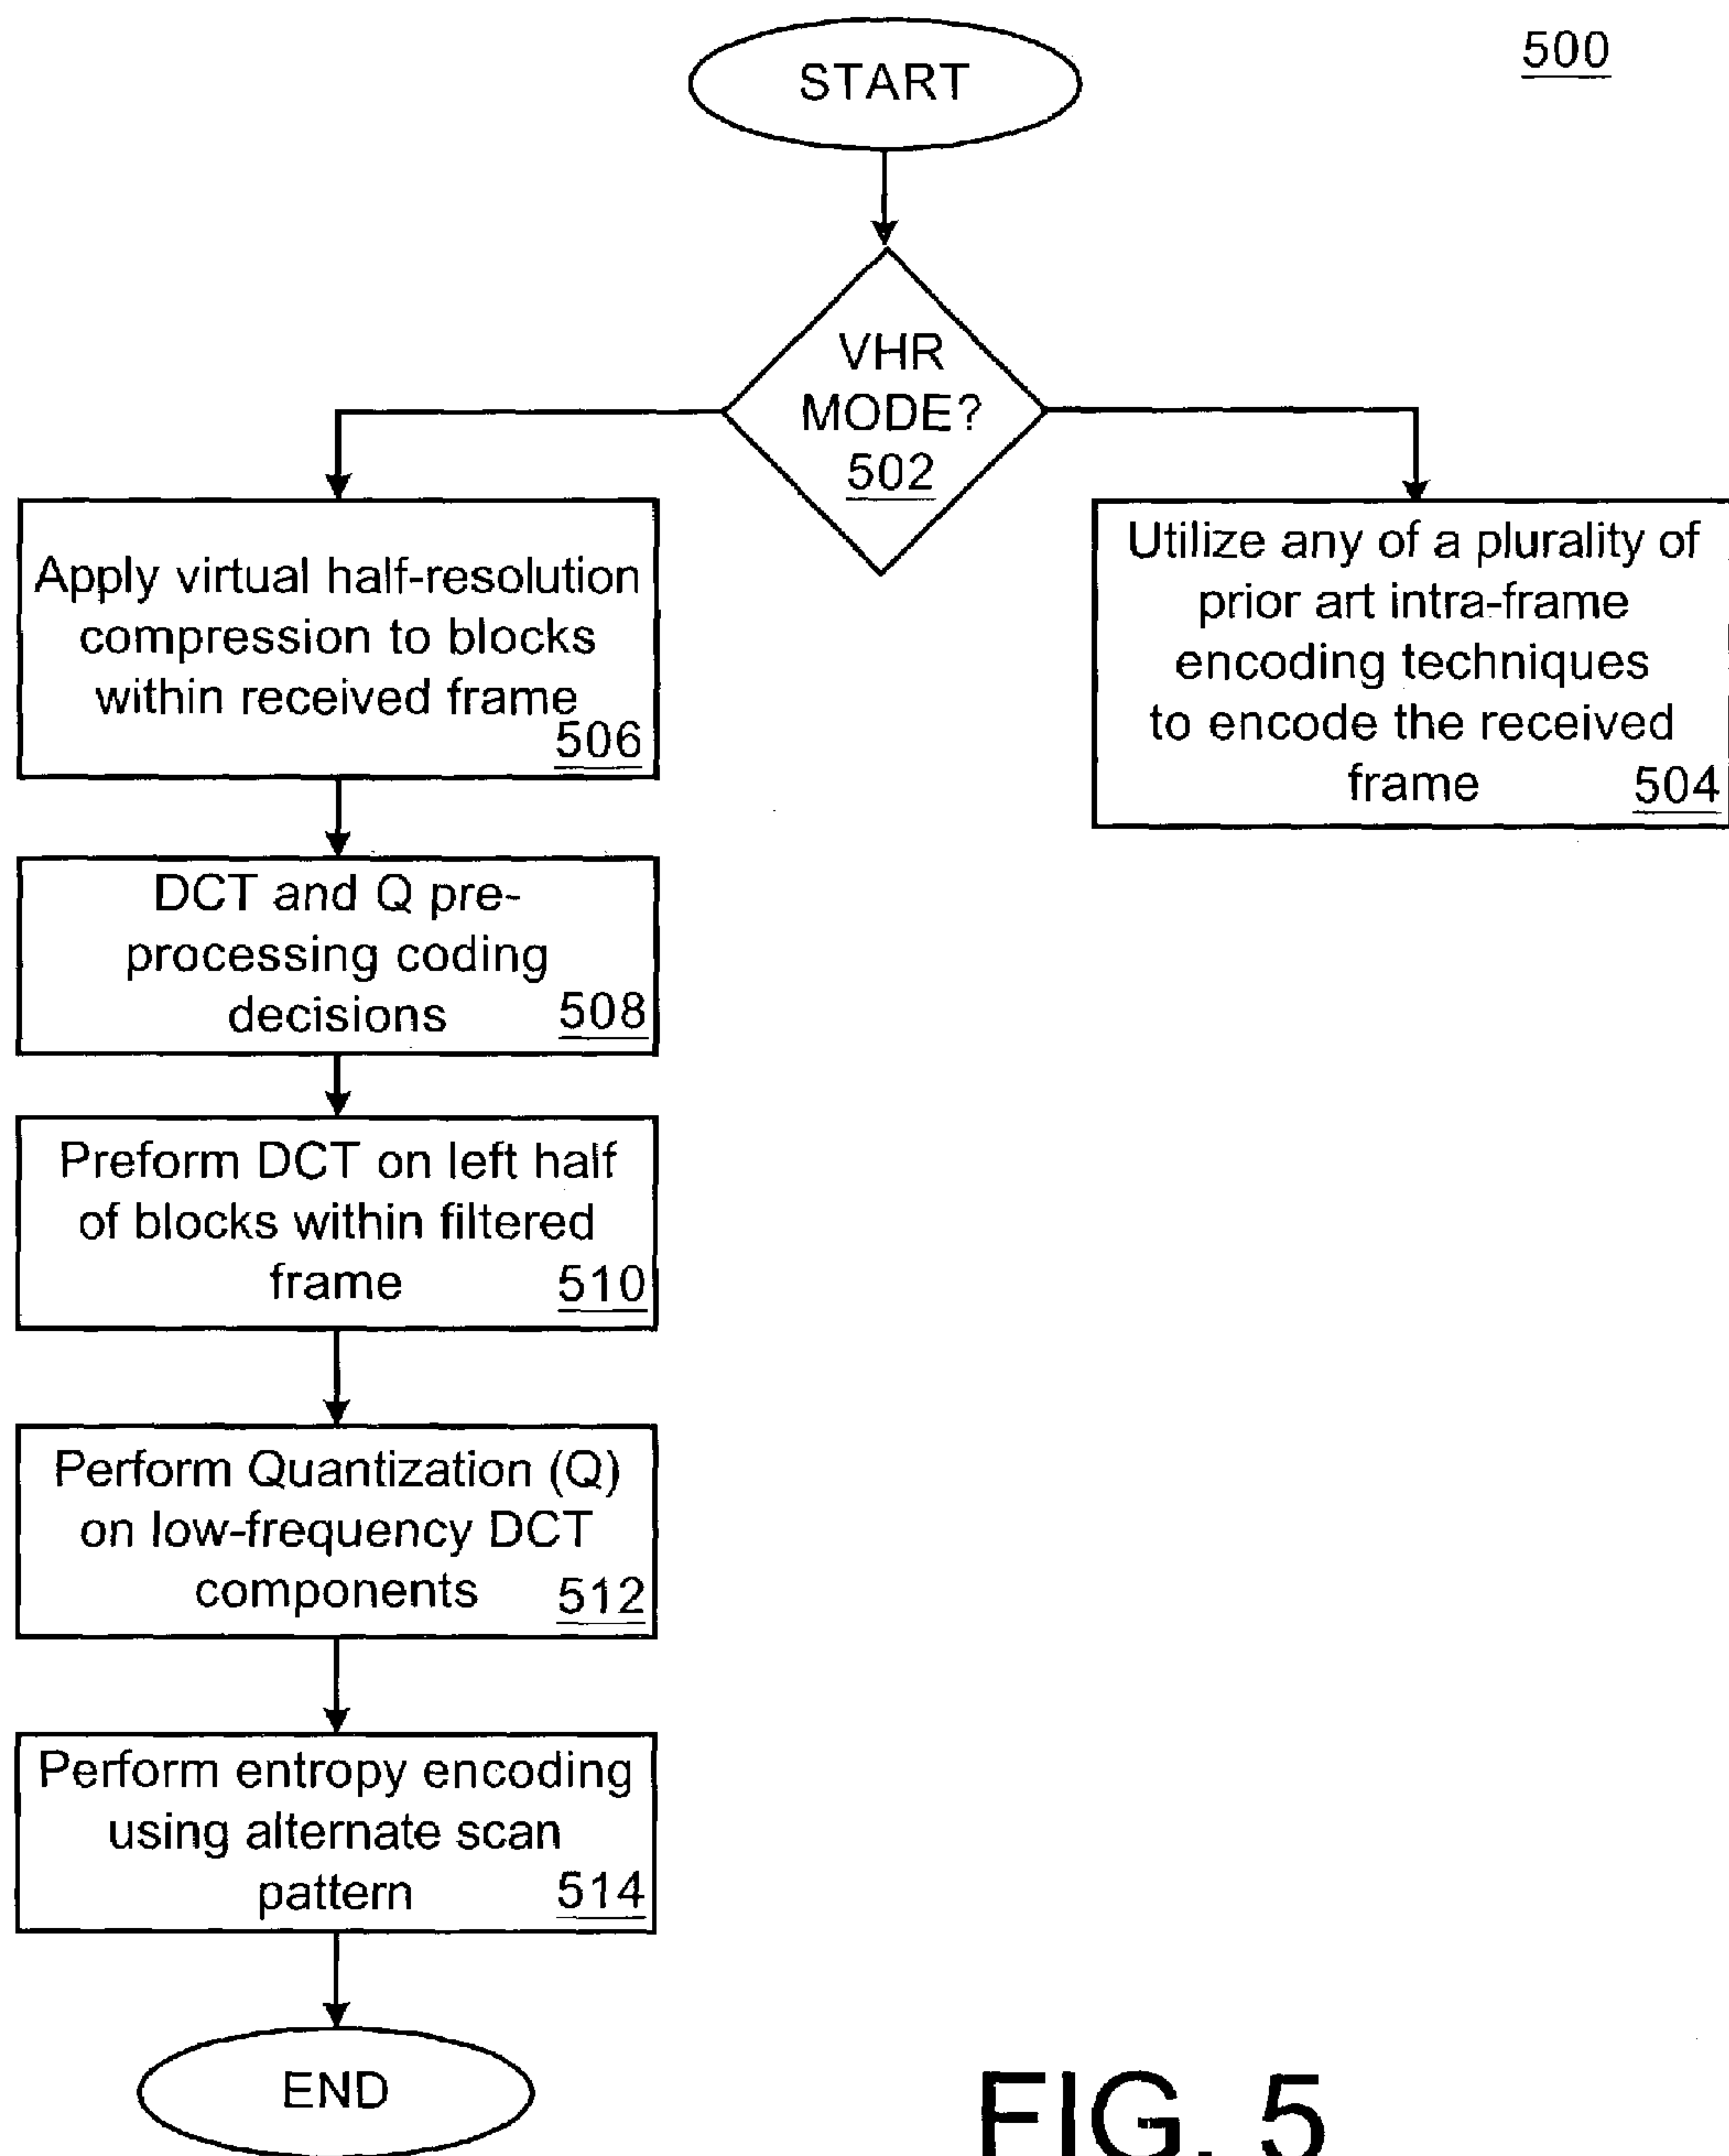 500
START
VHR
MODE?
502
Apply virtual half-resolution
compression to blocks
within received frame
506
Utilize any of a plurality of
prior art intra-frame
encoding techniques
to encode the received
frame 504
DCT and Q pre-
processing coding
decisions 508
Preform DCT on left half
of blocks within filtered
frame 510
Perform Quantization (Q)
on low-frequency DCT
components 512
Perform entropy encoding
using alternate scan
pattern 514
END
FIG. 5